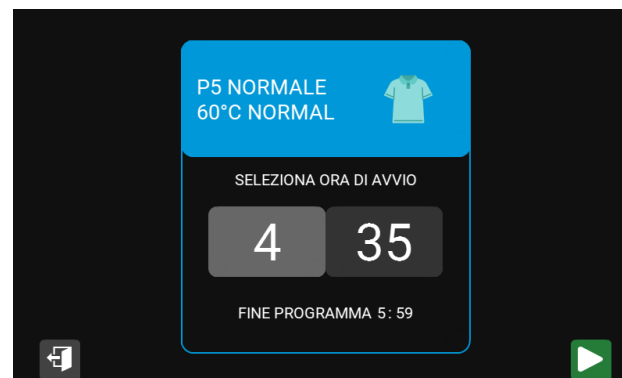 P5 NORMALE
60°C NORMAL
SELEZIONA ORA DI AVVIO
4 35
FINE PROGRAMMA 5:59